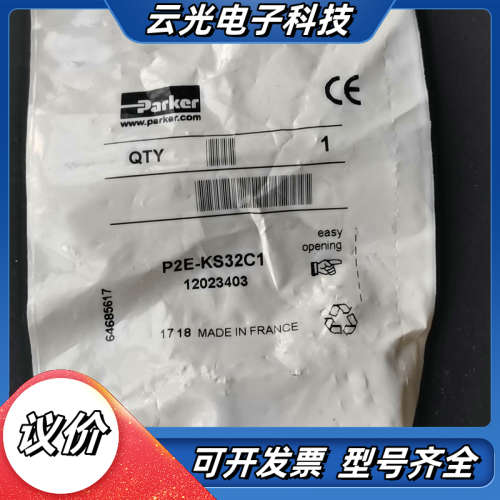 云光电子科技
Parker
www.parker.com
CE
QTY
1
easy
opening
P2E-KS32C1
12023403
64685617
1718 MADE IN FRANCE
议价
可开发票 型号齐全